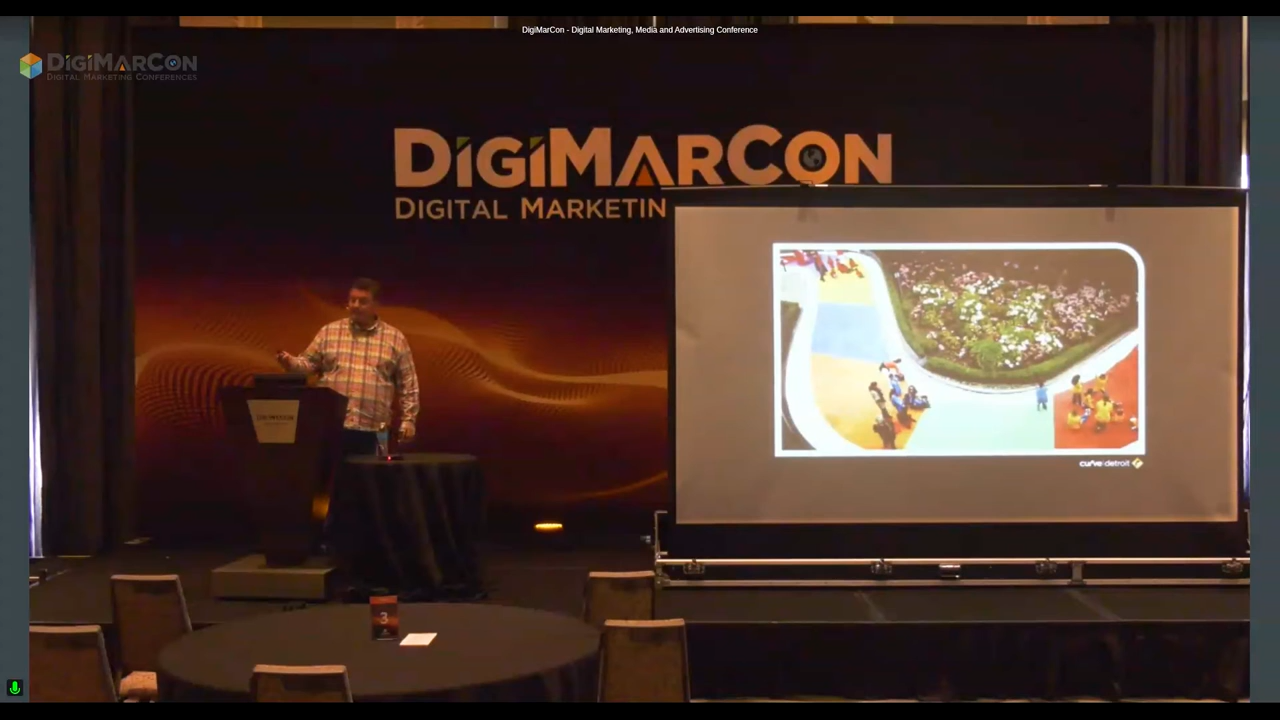 DigiMarCon - Digital Marketing, Media and Advertising Conference
DIGIMARCON
DIGITAL MARKETING CONFERENCES
DIGIMARCON
DIGITAL MARKETIN
curve detroit
3